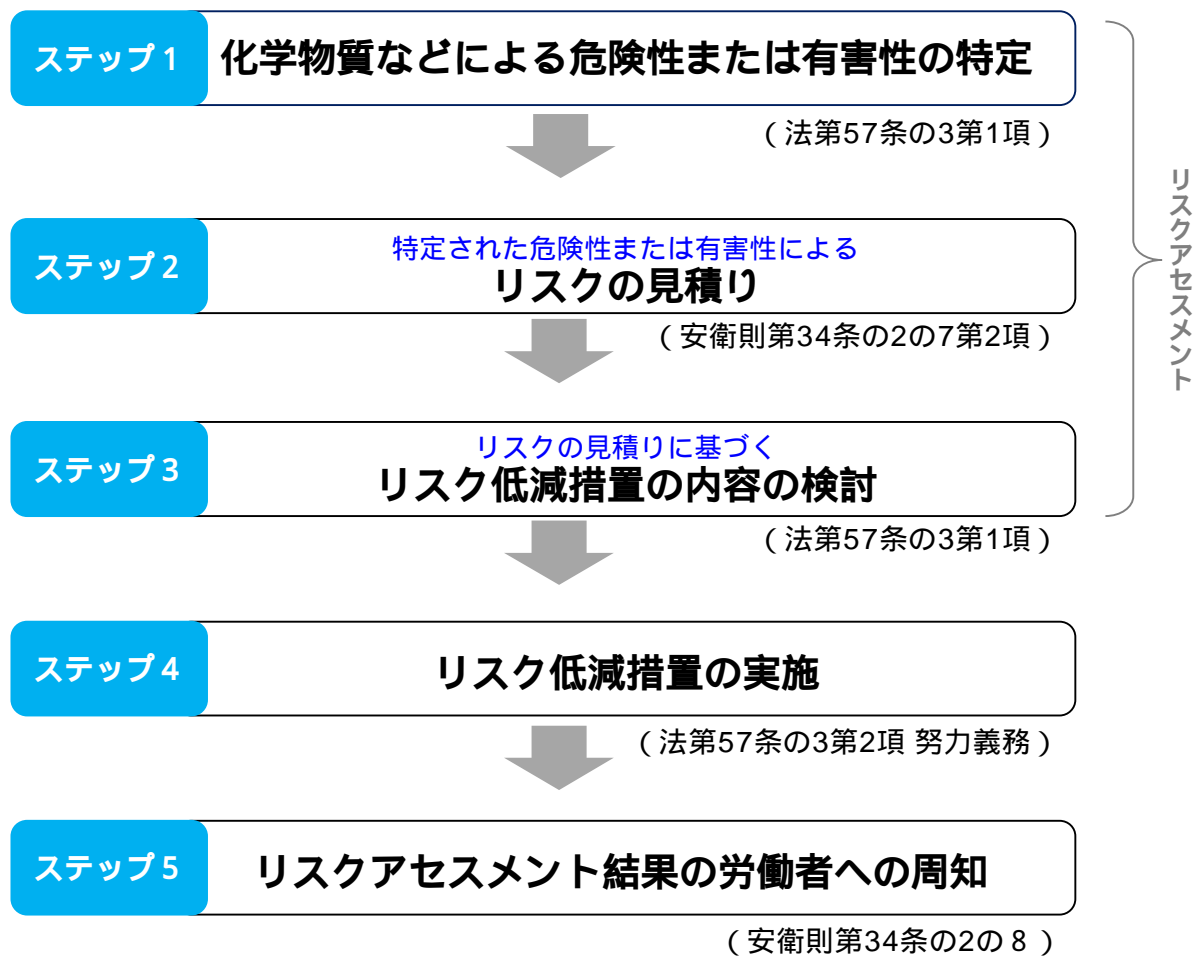 ステップ1
化学物質などによる危険性または有害性の特定
(法第57条の3第1項)
ステップ2
特定された危険性または有害性による
リスクの見積り
(安衛則第34条の2の7第2項)
ステップ3
リスクの見積りに基づく
リスク低減措置の内容の検討
(法第57条の3第1項)
リスクアセスメント
ステップ4
リスク低減措置の実施
(法第57条の3第2項 努力義務)
ステップ5
リスクアセスメント結果の労働者への周知
(安衛則第34条の2の8)